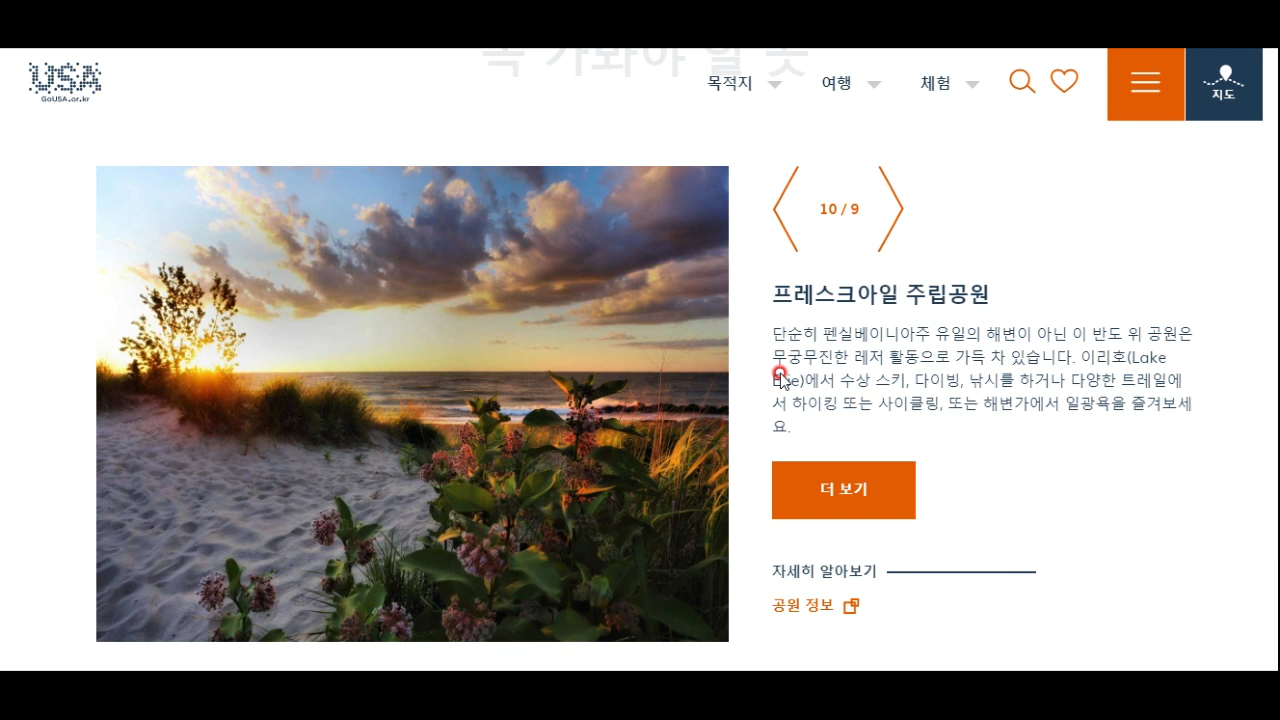 꼭 가봐야 할 곳
USA
GoUSA.or.kr
목적지
여행
체험
지도
10 / 9
프레스크아일 주립공원
단순히 펜실베이니아주 유일의 해변이 아닌 이 반도 위 공원은
무궁무진한 레저 활동으로 가득 차 있습니다. 이리호(Lake
Erie)에서 수상 스키, 다이빙, 낚시를 하거나 다양한 트레일에
서 하이킹 또는 사이클링, 또는 해변가에서 일광욕을 즐겨보세
요.
더 보기
자세히 알아보기
공원 정보